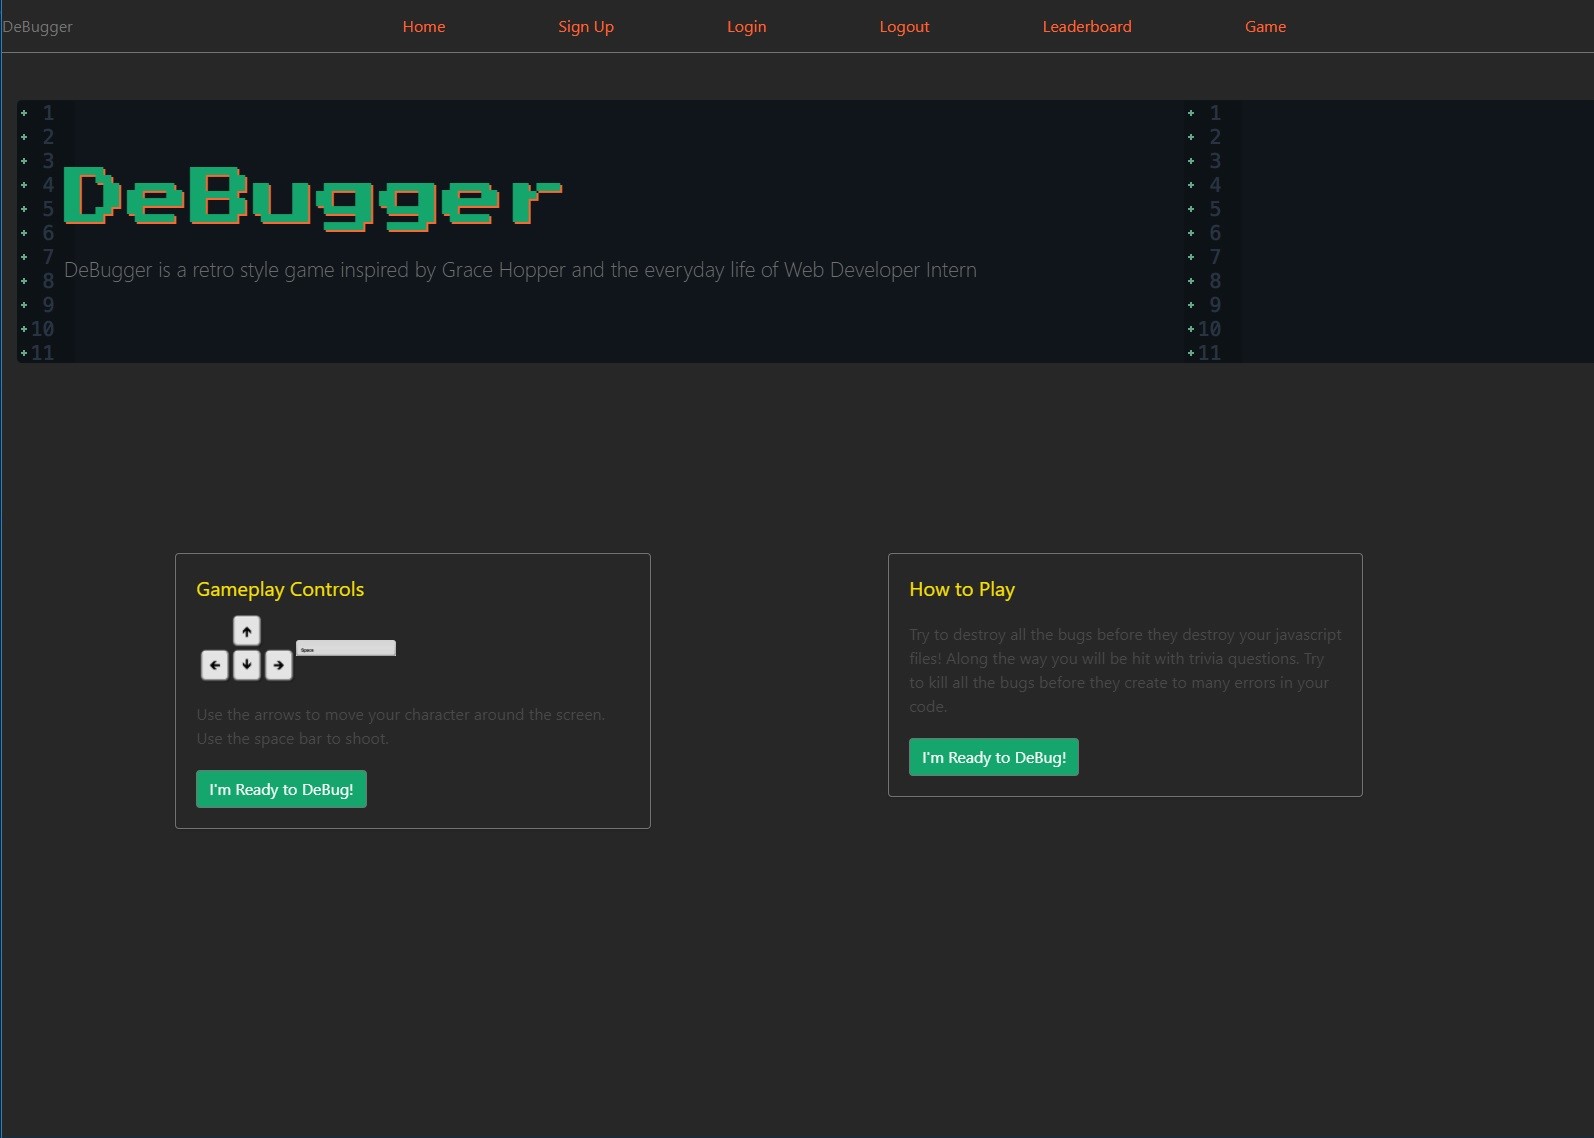 DeBugger Home Sign Up Login Logout Leaderboard Game
+ 1 + 1
+ 2 + 2
+ 3 + 3
+ 4 + 4
+ 5 + 5
+ 6 + 6
+ 7 + 7
+ 8 + 8
+ 9 + 9
+ 10 + 10
+ 11 + 11
DeBugger
DeBugger is a retro style game inspired by Grace Hopper and the everyday life of Web Developer Intern
Gameplay Controls
Space
Use the arrows to move your character around the screen.
Use the space bar to shoot.
I'm Ready to DeBug!
How to Play
Try to destroy all the bugs before they destroy your javascript
files! Along the way you will be hit with trivia questions. Try
to kill all the bugs before they create to many errors in your
code.
I'm Ready to DeBug!